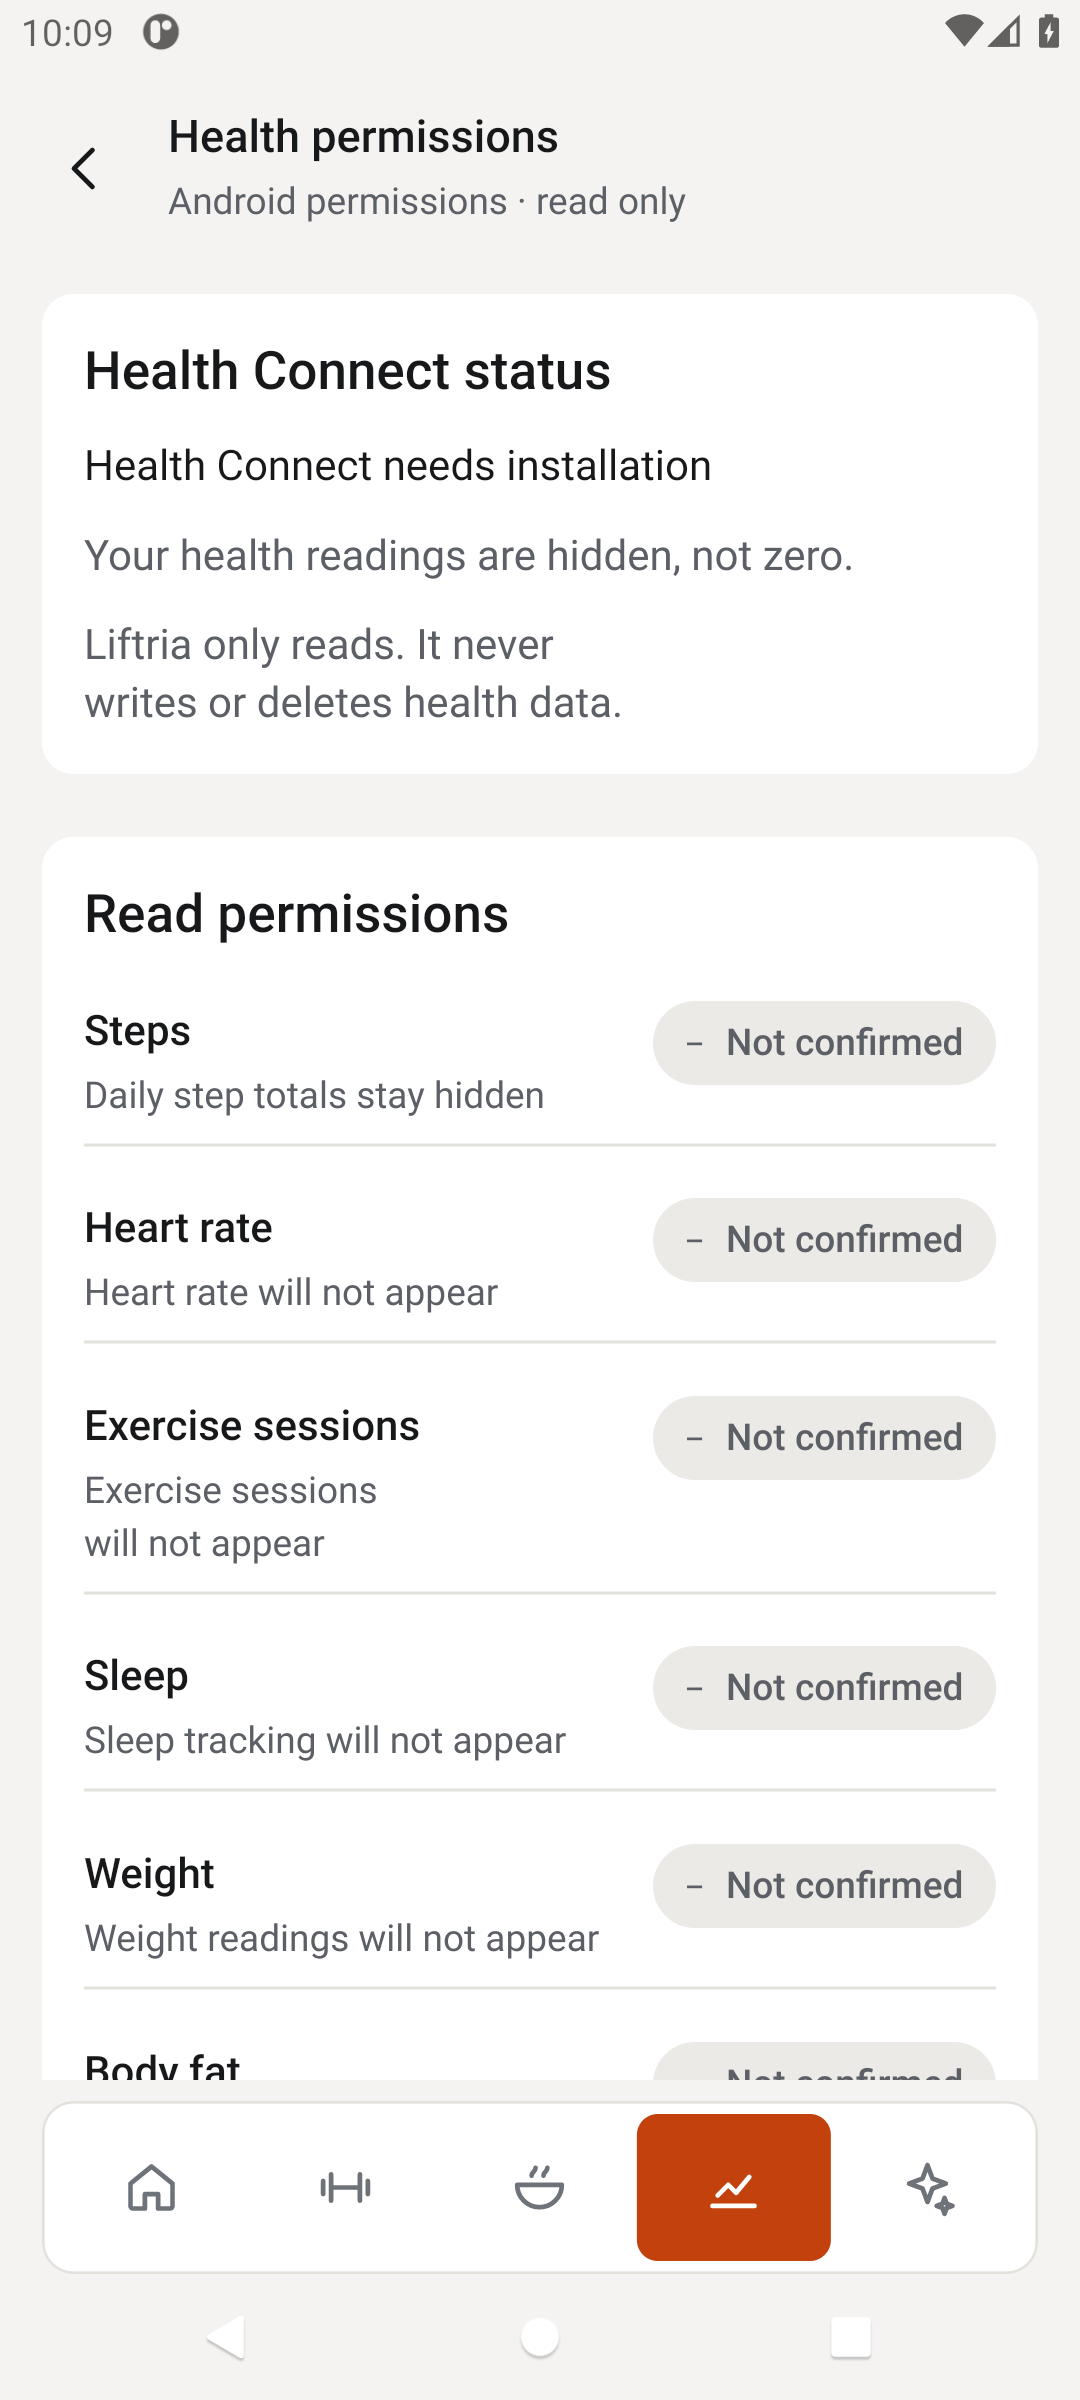 10:09
Health permissions
Android permissions · read only
Health Connect status
Health Connect needs installation
Your health readings are hidden, not zero.
Liftria only reads. It never
writes or deletes health data.
Read permissions
Steps
– Not confirmed
Daily step totals stay hidden
Heart rate
– Not confirmed
Heart rate will not appear
Exercise sessions
– Not confirmed
Exercise sessions
will not appear
Sleep
– Not confirmed
Sleep tracking will not appear
Weight
– Not confirmed
Weight readings will not appear
Body fat
Not confirmed